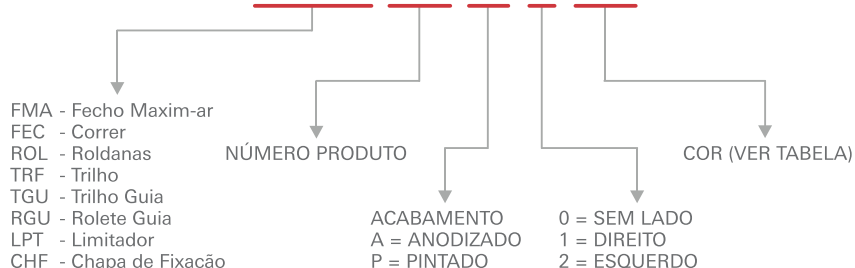 FMA - Fecho Maxim-ar
FEC - Correr
ROL - Roldanas
TRF - Trilho
TGU - Trilho Guia
RGU - Rolete Guia
LPT - Limitador
CHF - Chapa de Fixação
NÚMERO PRODUTO
ACABAMENTO
A = ANODIZADO
P = PINTADO
0 = SEM LADO
1 = DIREITO
2 = ESQUERDO
COR (VER TABELA)